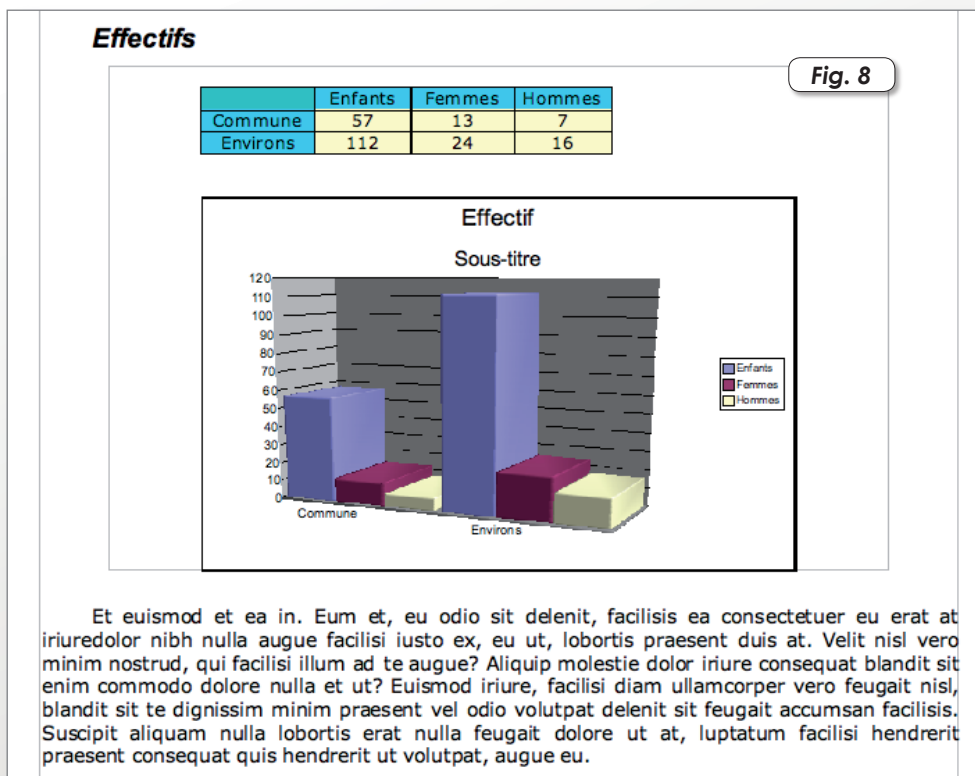 Effectifs
Fig. 8
Enfants Femmes Hommes
Commune 57 13 7
Environs 112 24 16
Effectif
Sous-titre
120
110
100
90
80
70
60
50
40
30
20
10
0
Commune
Environs
Enfants
Femmes
Hommes
Et euismod et ea in. Eum et, eu odio sit delenit, facilisis ea consectetuer eu erat at
iriuredolor nibh nulla augue facilisi iusto ex, eu ut, lobortis praesent duis at. Velit nisl vero
minim nostrud, qui facilisi illum ad te augue? Aliquip molestie dolor iriure consequat blandit sit
enim commodo dolore nulla et ut? Euismod iriure, facilisi diam ullamcorper vero feugait nisl,
blandit sit te dignissim minim praesent vel odio volutpat delenit sit feugait accumsan facilisis.
Suscipit aliquam nulla lobortis erat nulla feugait dolore ut at, luptatum facilisi hendrerit
praesent consequat quis hendrerit ut volutpat, augue eu.